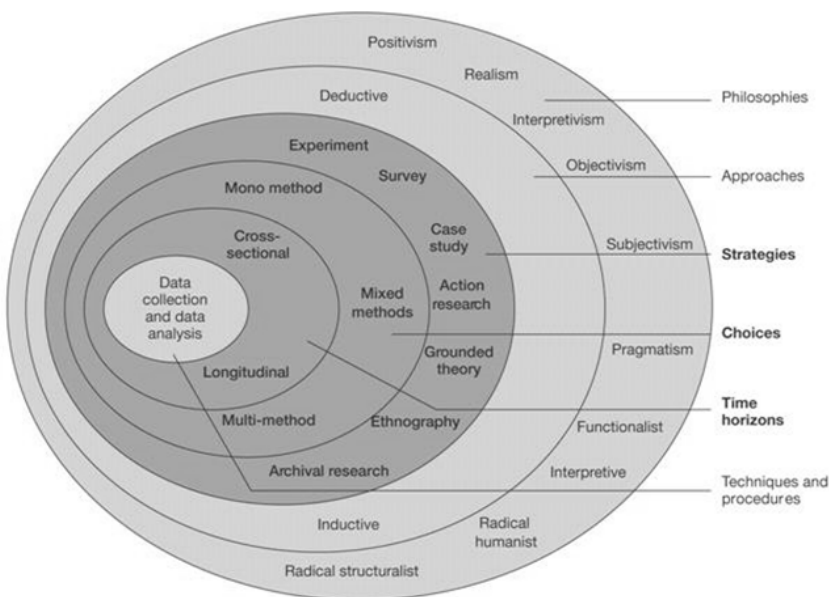 Positivism
Realism
Philosophies
Deductive
Interpretivism
Experiment
Objectivism
Approaches
Survey
Mono method
Case
study
Subjectivism
Strategies
Cross-
sectional
Data
collection
and data
analysis
Mixed
methods
Action
research
Choices
Grounded
theory
Pragmatism
Longitudinal
Time
horizons
Multi-method
Ethnography
Functionalist
Archival research
Interpretive
Techniques and
procedures
Inductive
Radical
humanist
Radical structuralist